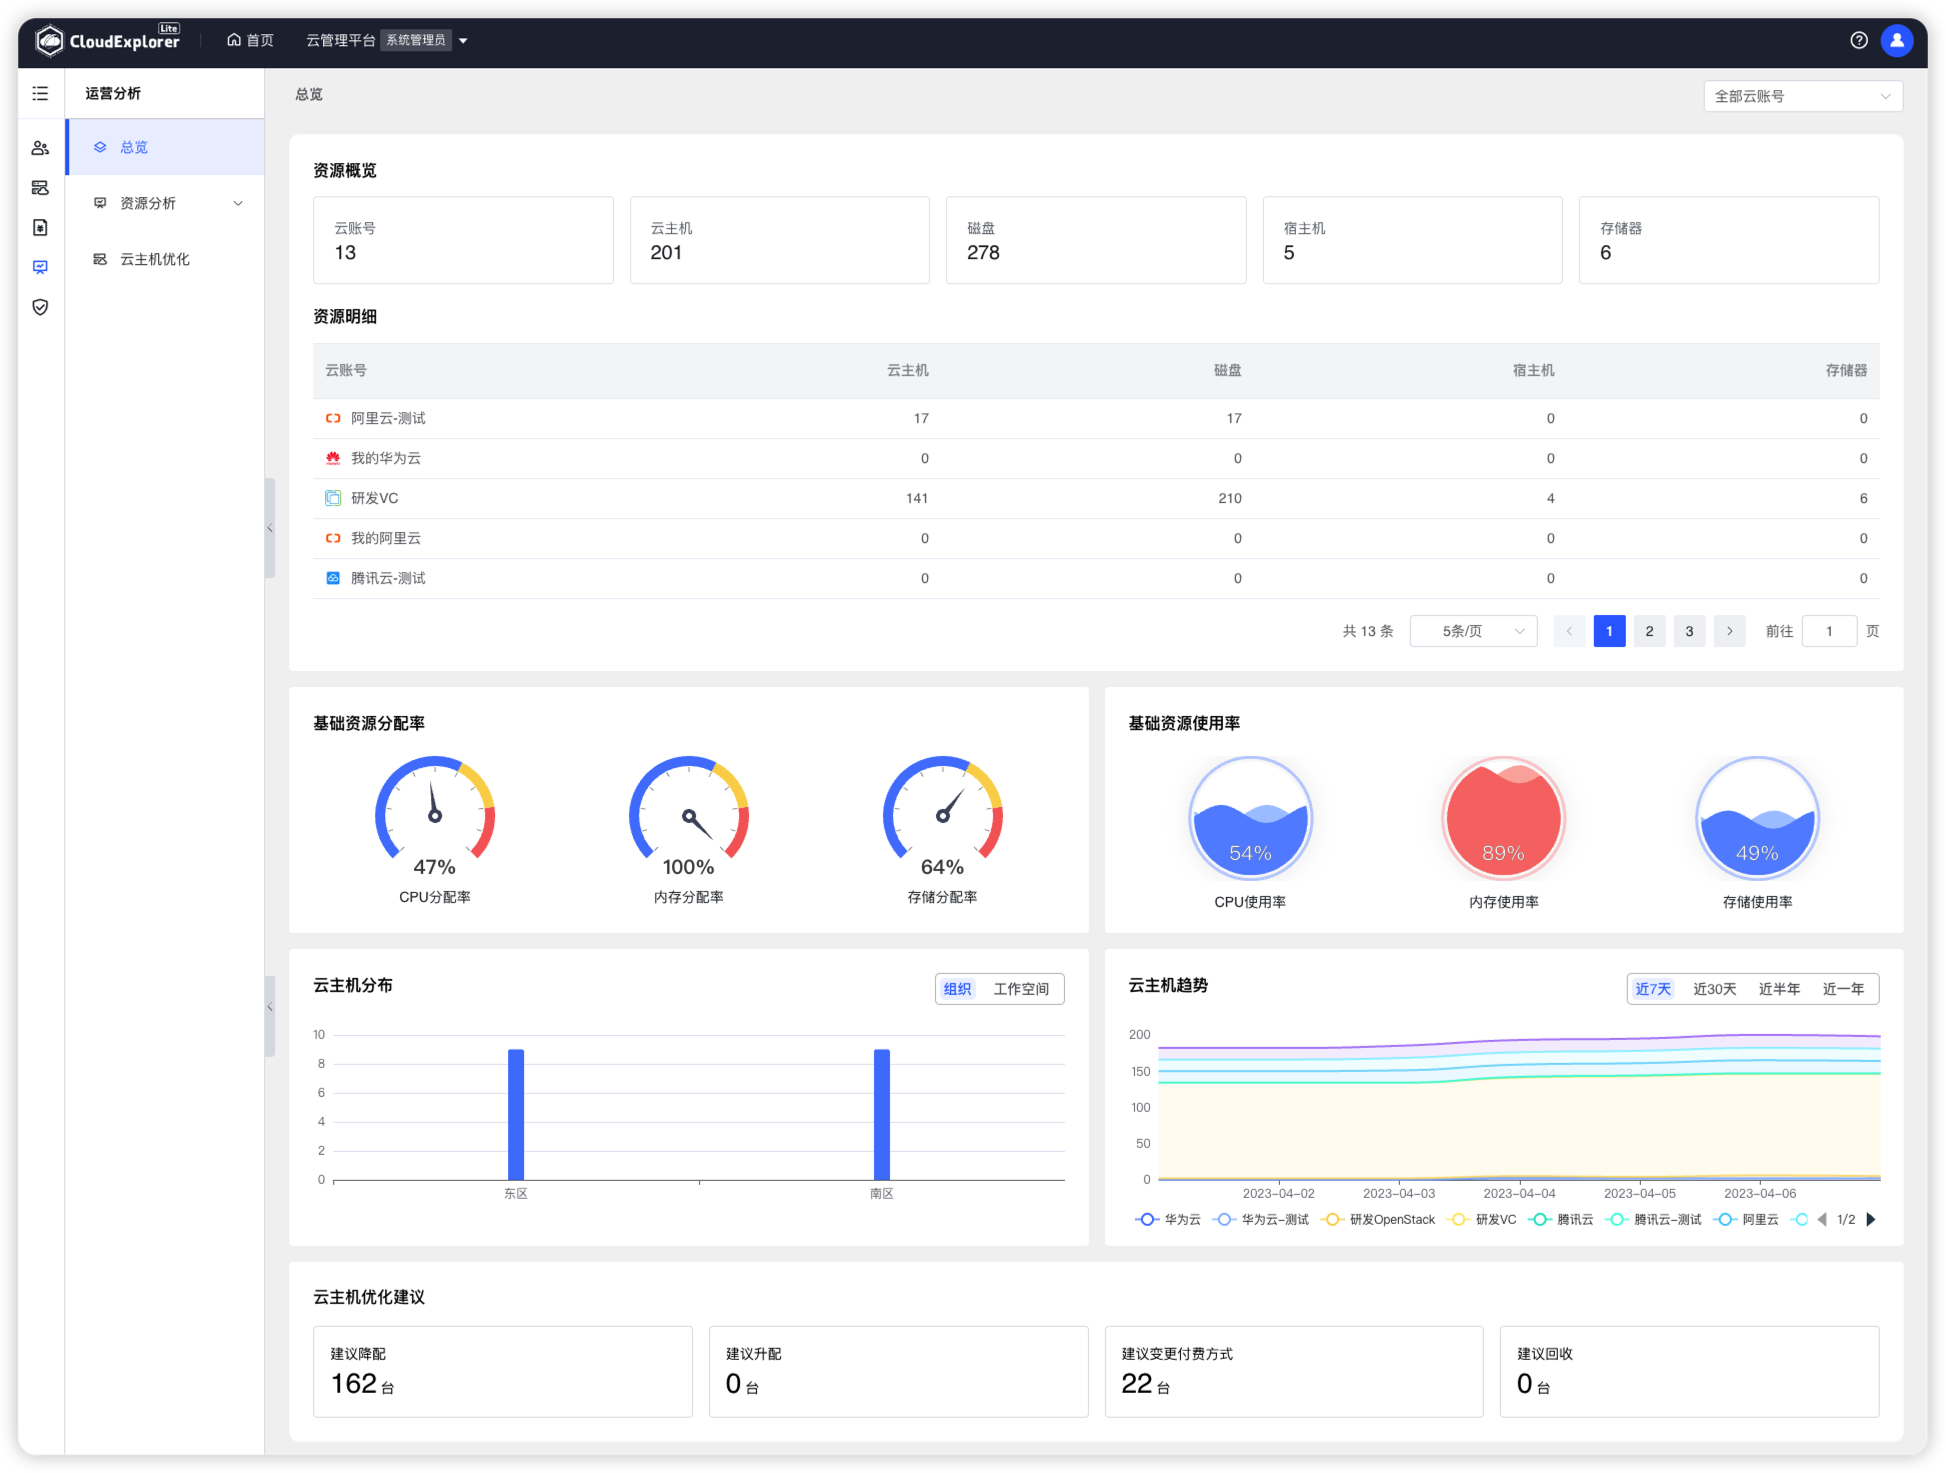 CloudExplorer Lite 首页 云管理平台 系统管理员
运营分析
总览
资源分析
云主机优化
总览 全部云账号
资源概览
云账号 云主机 磁盘 宿主机 存储器
13 201 278 5 6
资源明细
云账号 云主机 磁盘 宿主机 存储器
阿里云-测试 17 17 0 0
我的华为云 0 0 0 0
研发VC 141 210 4 6
我的阿里云 0 0 0 0
腾讯云-测试 0 0 0 0
共 13 条 5条/页 1 2 3 前往 1 页
基础资源分配率
47% 100% 64%
CPU分配率 内存分配率 存储分配率
基础资源使用率
54% 89% 49%
CPU使用率 内存使用率 存储使用率
云主机分布 组织 工作空间
10
8
6
4
2
0
东区 南区
云主机趋势 近7天 近30天 近半年 近一年
200
150
100
50
0
2023-04-02 2023-04-03 2023-04-04 2023-04-05 2023-04-06
华为云 华为云-测试 研发OpenStack 研发VC 腾讯云 腾讯云-测试 阿里云 1/2
云主机优化建议
建议降配 建议升配 建议变更付费方式 建议回收
162 台 0 台 22 台 0 台